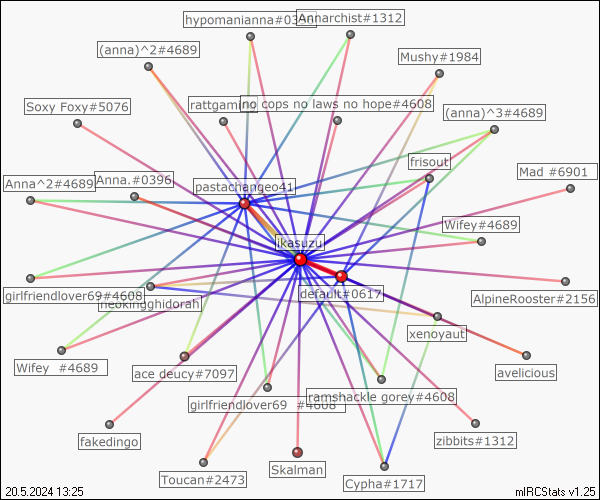 hypomanianna#03
Annarchist#1312
(anna)^2#4689
Mushy#1984
Soxy Foxy#5076
rattgamin
no cops no laws no hope#4608
(anna)^3#4689
frisout
Mad #6901
Anna^2#4689
Anna.#0396
pastachangeo41
Wifey#4689
ikasuzu
girlfriendlover69#4608
neokingghidorah
default#0617
AlpineRooster#2156
xenoyaut
Wifey #4689
ace deucy#7097
avelicious
girlfriendlover69 #4608
ramshackle gorey#4608
fakedingo
zibbits#1312
Skalman
Toucan#2473
Cypha#1717
20.5.2024 13:25
mIRCStats v1.25